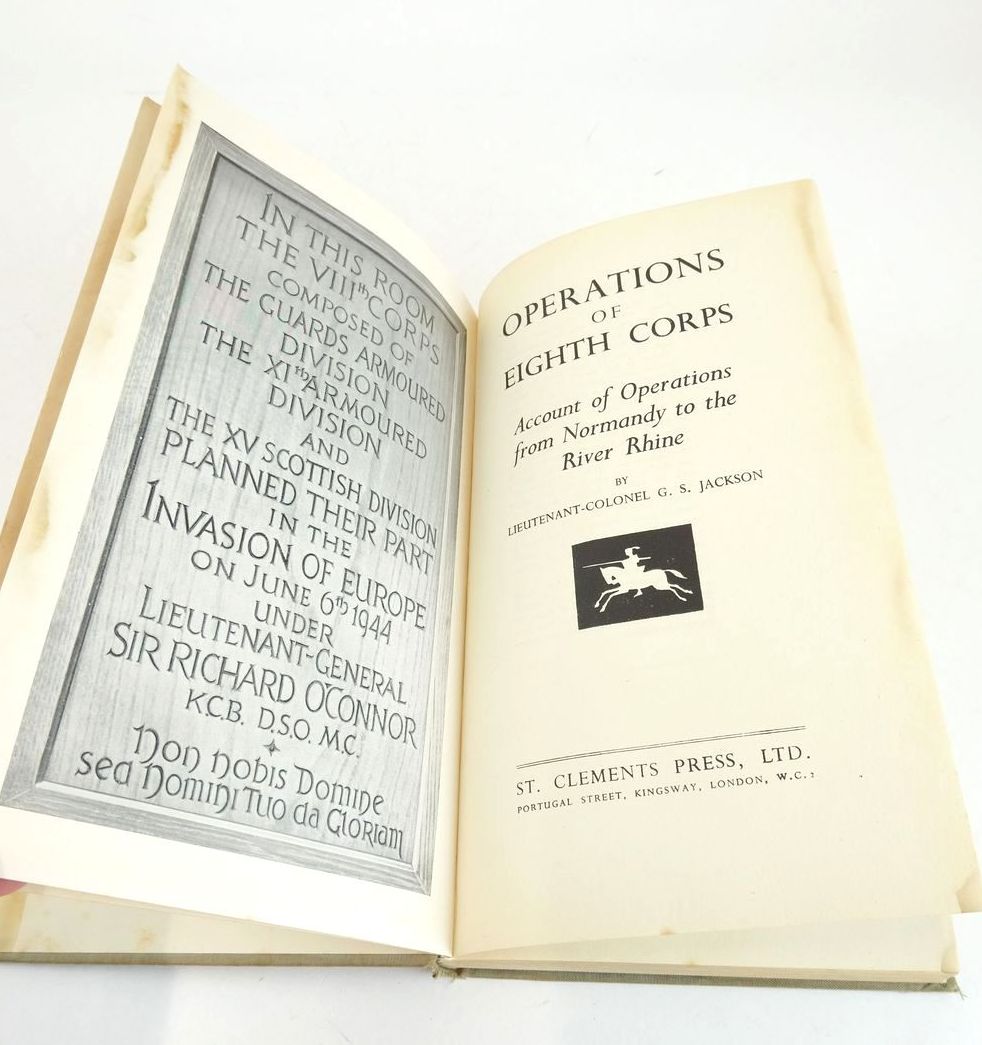 IN THIS ROOM
THE VIIIth CORPS
COMPOSED OF
THE GUARDS ARMOURED
DIVISION
THE XIth ARMOURED
DIVISION
AND
THE XV SCOTTISH DIVISION
PLANNED THEIR PART
IN THE
INVASION OF EUROPE
ON JUNE 6th 1944
UNDER
LIEUTENANT-GENERAL
SIR RICHARD O'CONNOR
K.C.B. D.S.O. M.C.
Non nobis Domine
sed Nomini Tuo da Gloriam
OPERATIONS
OF
EIGHTH CORPS
Account of Operations
from Normandy to the
River Rhine
BY
LIEUTENANT-COLONEL G. S. JACKSON
ST. CLEMENTS PRESS, LTD.
PORTUGAL STREET, KINGSWAY, LONDON, W.C.2